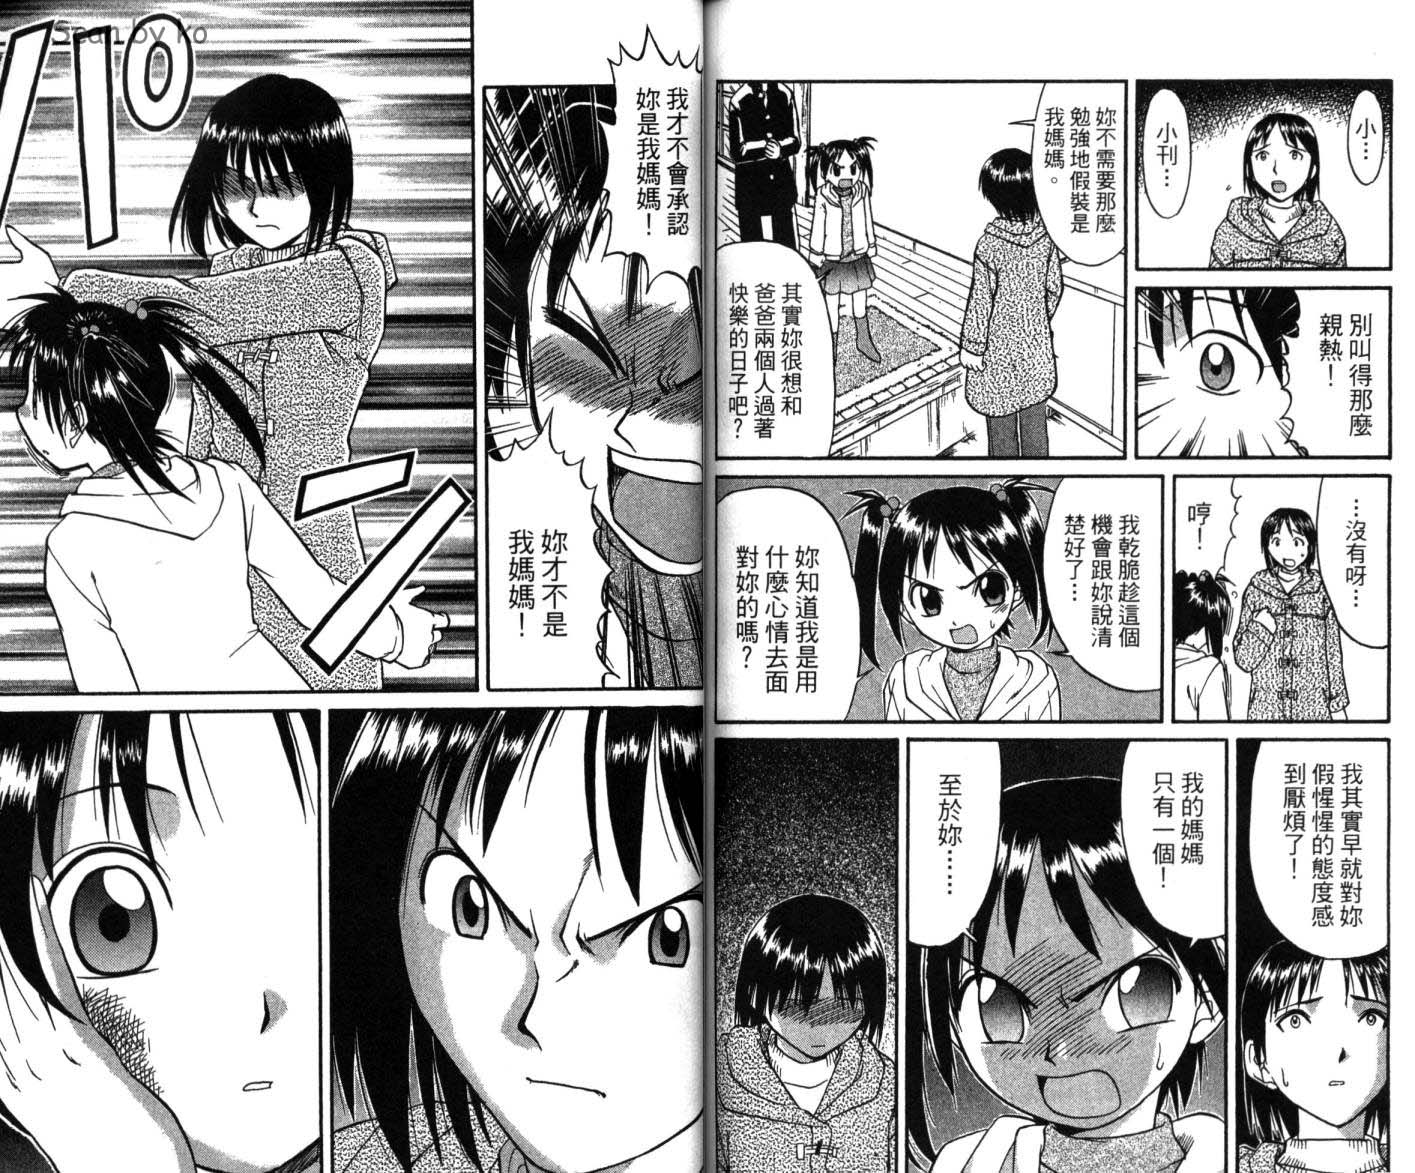 Scan by ko
小…
小刊…
別叫得那麼
親熱！
妳不需要那麼
勉強地假裝是
我媽媽。
其實妳很想和
爸爸兩個人過著
快樂的日子吧？
…沒有呀…
哼！
我乾脆趁這個
機會跟妳說清
楚好了…
妳知道我是用
什麼心情去面
對妳的嗎？
我其實早就對妳
假惺惺的態度感
到厭煩了！
我的媽媽
只有一個！
至於妳……
我才不會承認
妳是我媽媽！
妳才不是
我媽媽！